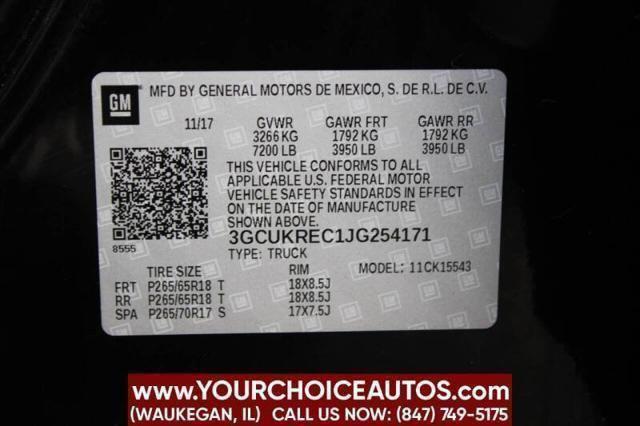 GM
MFD BY GENERAL MOTORS DE MEXICO, S. DE R.L. DE C.V.
11/17 GVWR GAWR FRT GAWR RR
3266 KG 1792 KG 1792 KG
7200 LB 3950 LB 3950 LB
THIS VEHICLE CONFORMS TO ALL
APPLICABLE U.S. FEDERAL MOTOR
VEHICLE SAFETY STANDARDS IN EFFECT
ON THE DATE OF MANUFACTURE
SHOWN ABOVE.
8555
3GCUKREC1JG254171
TYPE: TRUCK
MODEL: 11CK15543
TIRE SIZE RIM
FRT P265/65R18 T 18X8.5J
RR P265/65R18 T 18X8.5J
SPA P265/70R17 S 17X7.5J
WWW.YOURCHOICEAUTOS.COM
(WAUKEGAN, IL) CALL US NOW: (847) 749-5175